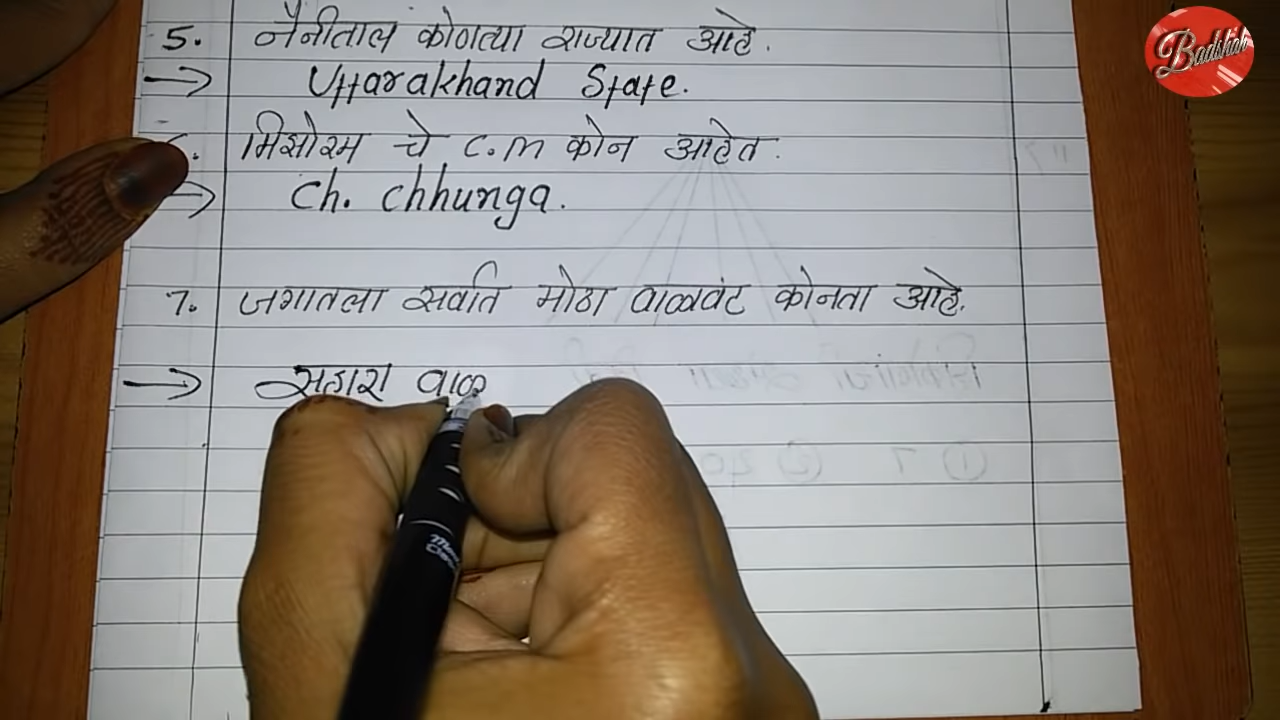 Badshah
5. नैनीताल कोणत्या राज्यात आहे.
→ Uttarakhand State.
मिझोरम चे C.M कोन आहेत.
→ Ch. Chhunga.
7. जगातला सर्वात मोठा वाळवंट कोनता आहे.
→ सहारा वाळ